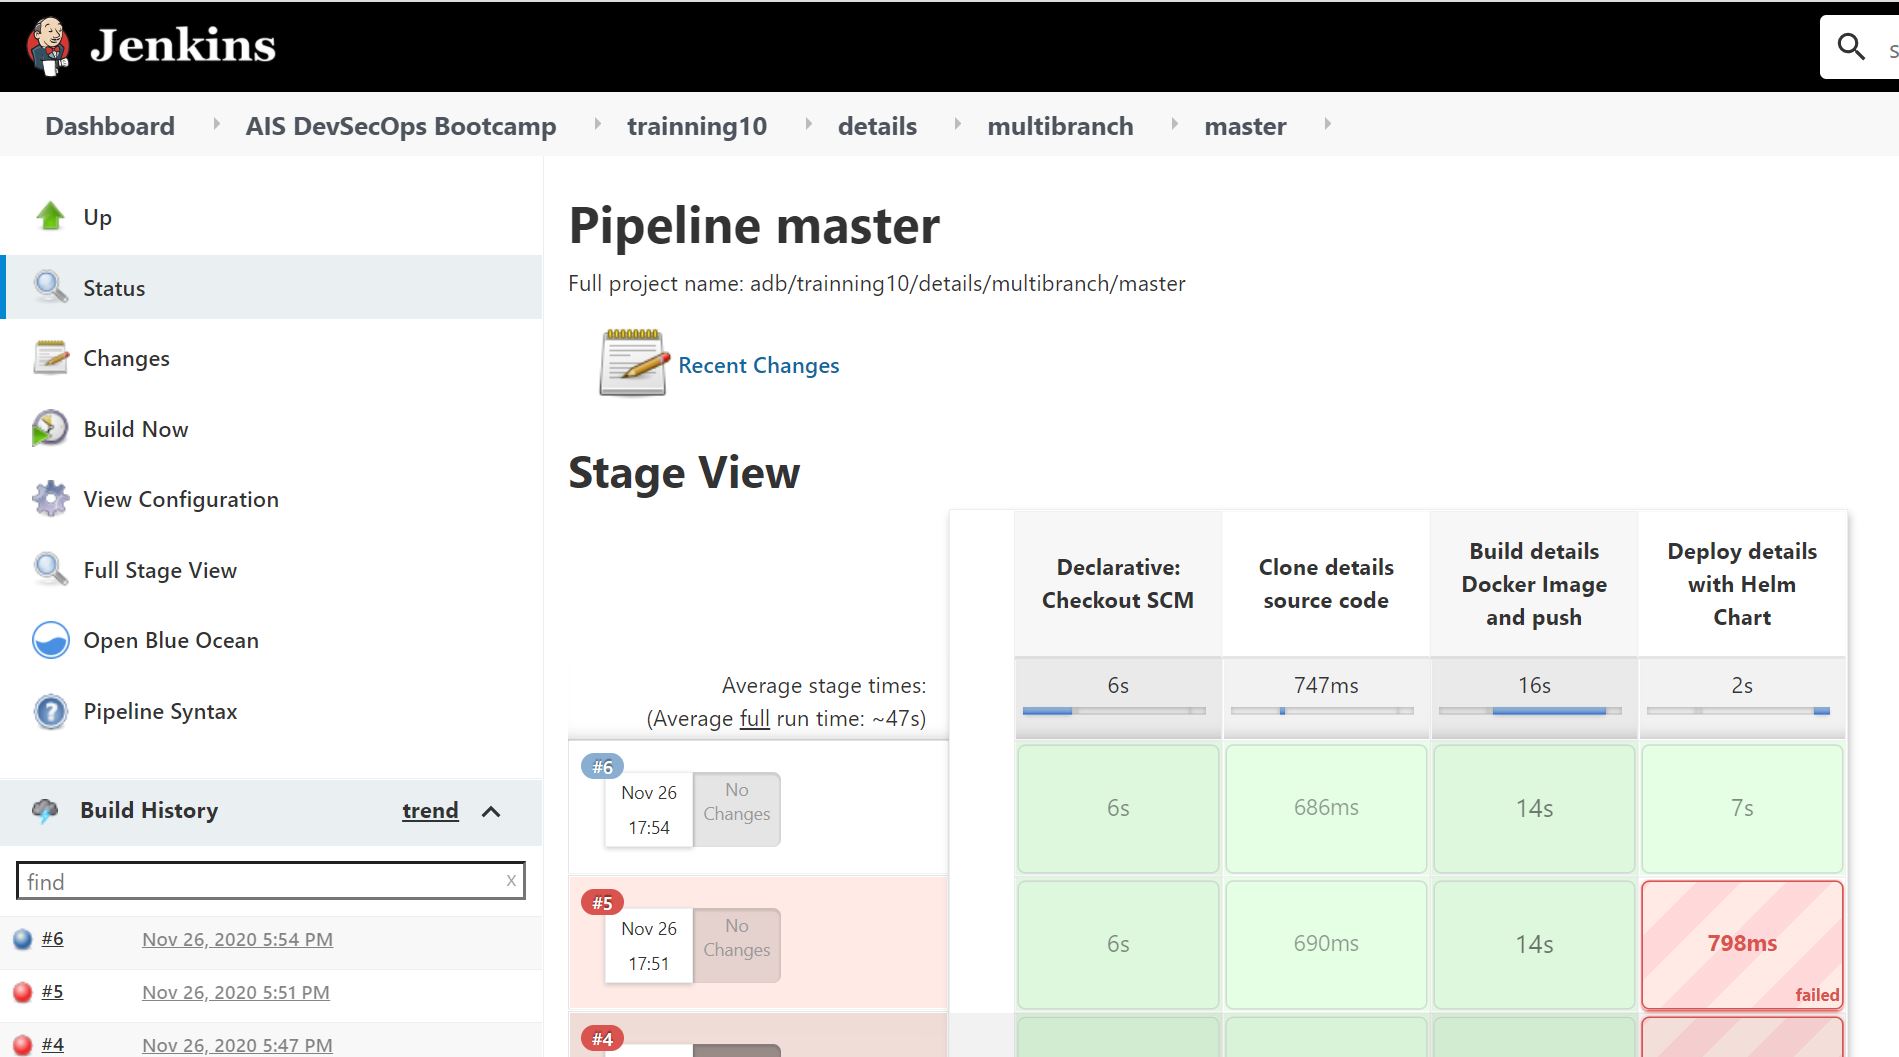 Jenkins
Dashboard
AIS DevSecOps Bootcamp
trainning10
details
multibranch
master
Up
Status
Changes
Build Now
View Configuration
Full Stage View
Open Blue Ocean
Pipeline Syntax
Build History
trend
find
x
#6
Nov 26, 2020 5:54 PM
#5
Nov 26, 2020 5:51 PM
#4
Nov 26, 2020 5:47 PM
Pipeline master
Full project name: adb/trainning10/details/multibranch/master
Recent Changes
Stage View
Declarative:
Checkout SCM
Clone details
source code
Build details
Docker Image
and push
Deploy details
with Helm
Chart
Average stage times:
(Average full run time: ~47s)
6s
747ms
16s
2s
#6
Nov 26
17:54
No
Changes
6s
686ms
14s
7s
#5
Nov 26
17:51
No
Changes
6s
690ms
14s
798ms
failed
#4